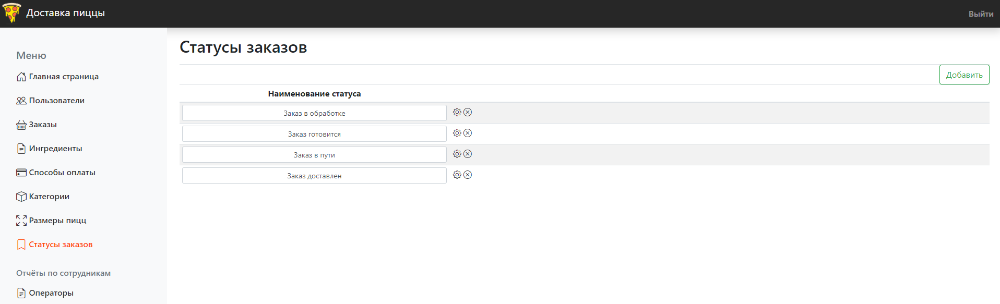 Доставка пиццы
Выйти
Меню
Главная страница
Пользователи
Заказы
Ингредиенты
Способы оплаты
Категории
Размеры пицц
Статусы заказов
Отчёты по сотрудникам
Операторы
Статусы заказов
Добавить
Наименование статуса
Заказ в обработке
Заказ готовится
Заказ в пути
Заказ доставлен